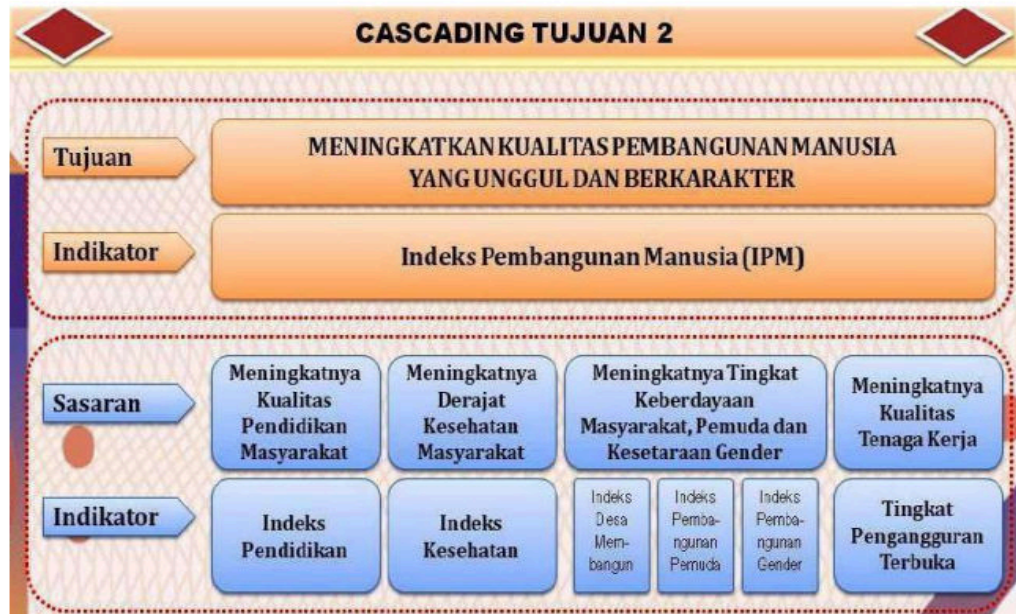 CASCADING TUJUAN 2
Tujuan
MENINGKATKAN KUALITAS PEMBANGUNAN MANUSIA
YANG UNGGUL DAN BERKARAKTER
Indikator
Indeks Pembangunan Manusia (IPM)
Sasaran
Meningkatnya
Kualitas
Pendidikan
Masyarakat
Meningkatnya
Derajat
Kesehatan
Masyarakat
Meningkatnya Tingkat
Keberdayaan
Masyarakat, Pemuda dan
Kesetaraan Gender
Meningkatnya
Kualitas
Tenaga Kerja
Indikator
Indeks
Pendidikan
Indeks
Kesehatan
Indeks
Desa
Mem-
bangun
Indeks
Pemba-
ngunan
Pemuda
Indeks
Pemba-
ngunan
Gender
Tingkat
Pengangguran
Terbuka